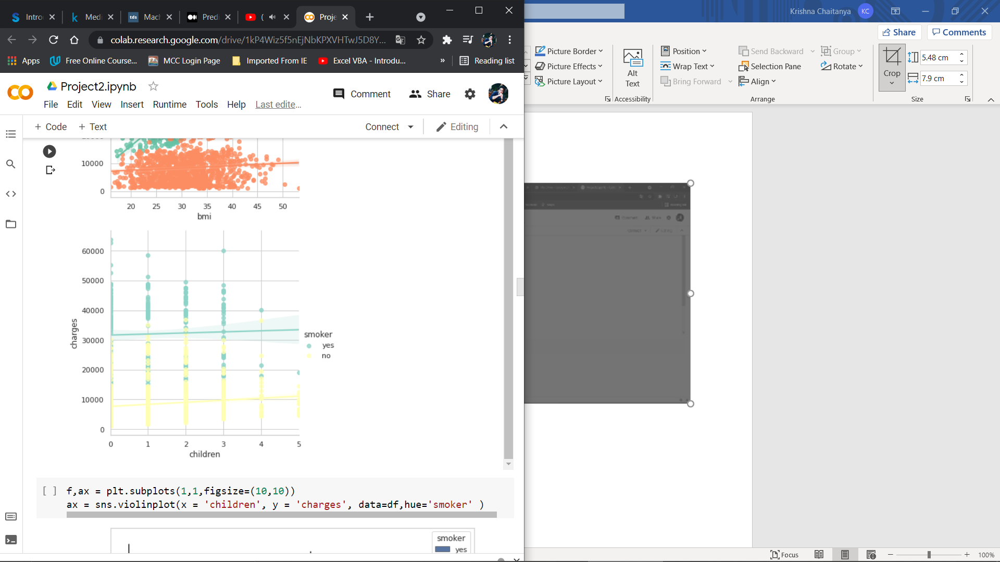 Intro
Medi
tds Macl
Predi
(
Proje
colab.research.google.com/drive/1kP4Wiz5f5nEjNbKPXVHTwJ5D8Y...
Apps
Free Online Course...
MCC Login Page
Imported From IE
Excel VBA - Introdu...
»
Reading list
Project2.ipynb
Comment
Share
File Edit View Insert Runtime Tools Help Last edite...
+ Code + Text
Connect
Editing
10000
0
20 25 30 35 40 45 50
bmi
60000
50000
40000
30000
20000
10000
0
charges
smoker
yes
no
0 1 2 3 4 5
children
[ ] f,ax = plt.subplots(1,1,figsize=(10,10))
ax = sns.violinplot(x = 'children', y = 'charges', data=df,hue='smoker' )
smoker
yes
Krishna Chaitanya KC
Share
Comments
Picture Border
Picture Effects
Picture Layout
Alt
Text
Accessibility
Position
Wrap Text
Bring Forward
Send Backward
Selection Pane
Align
Group
Rotate
Arrange
Crop
5.48 cm
7.9 cm
Size
Focus
100%